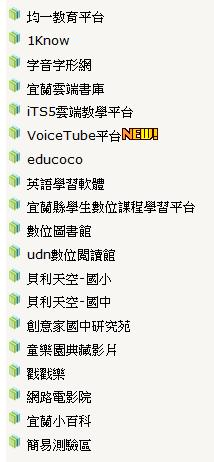 均一教育平台
1Know
字音字形網
宜蘭雲端書庫
iTS5雲端教學平台
VoiceTube平台NEW!
educoco
英語學習軟體
宜蘭縣學生數位課程學習平台
數位圖書館
udn數位閱讀館
貝利天空-國小
貝利天空-國中
創意家國中研究苑
童樂園典藏影片
戳戳樂
網路電影院
宜蘭小百科
簡易測驗區